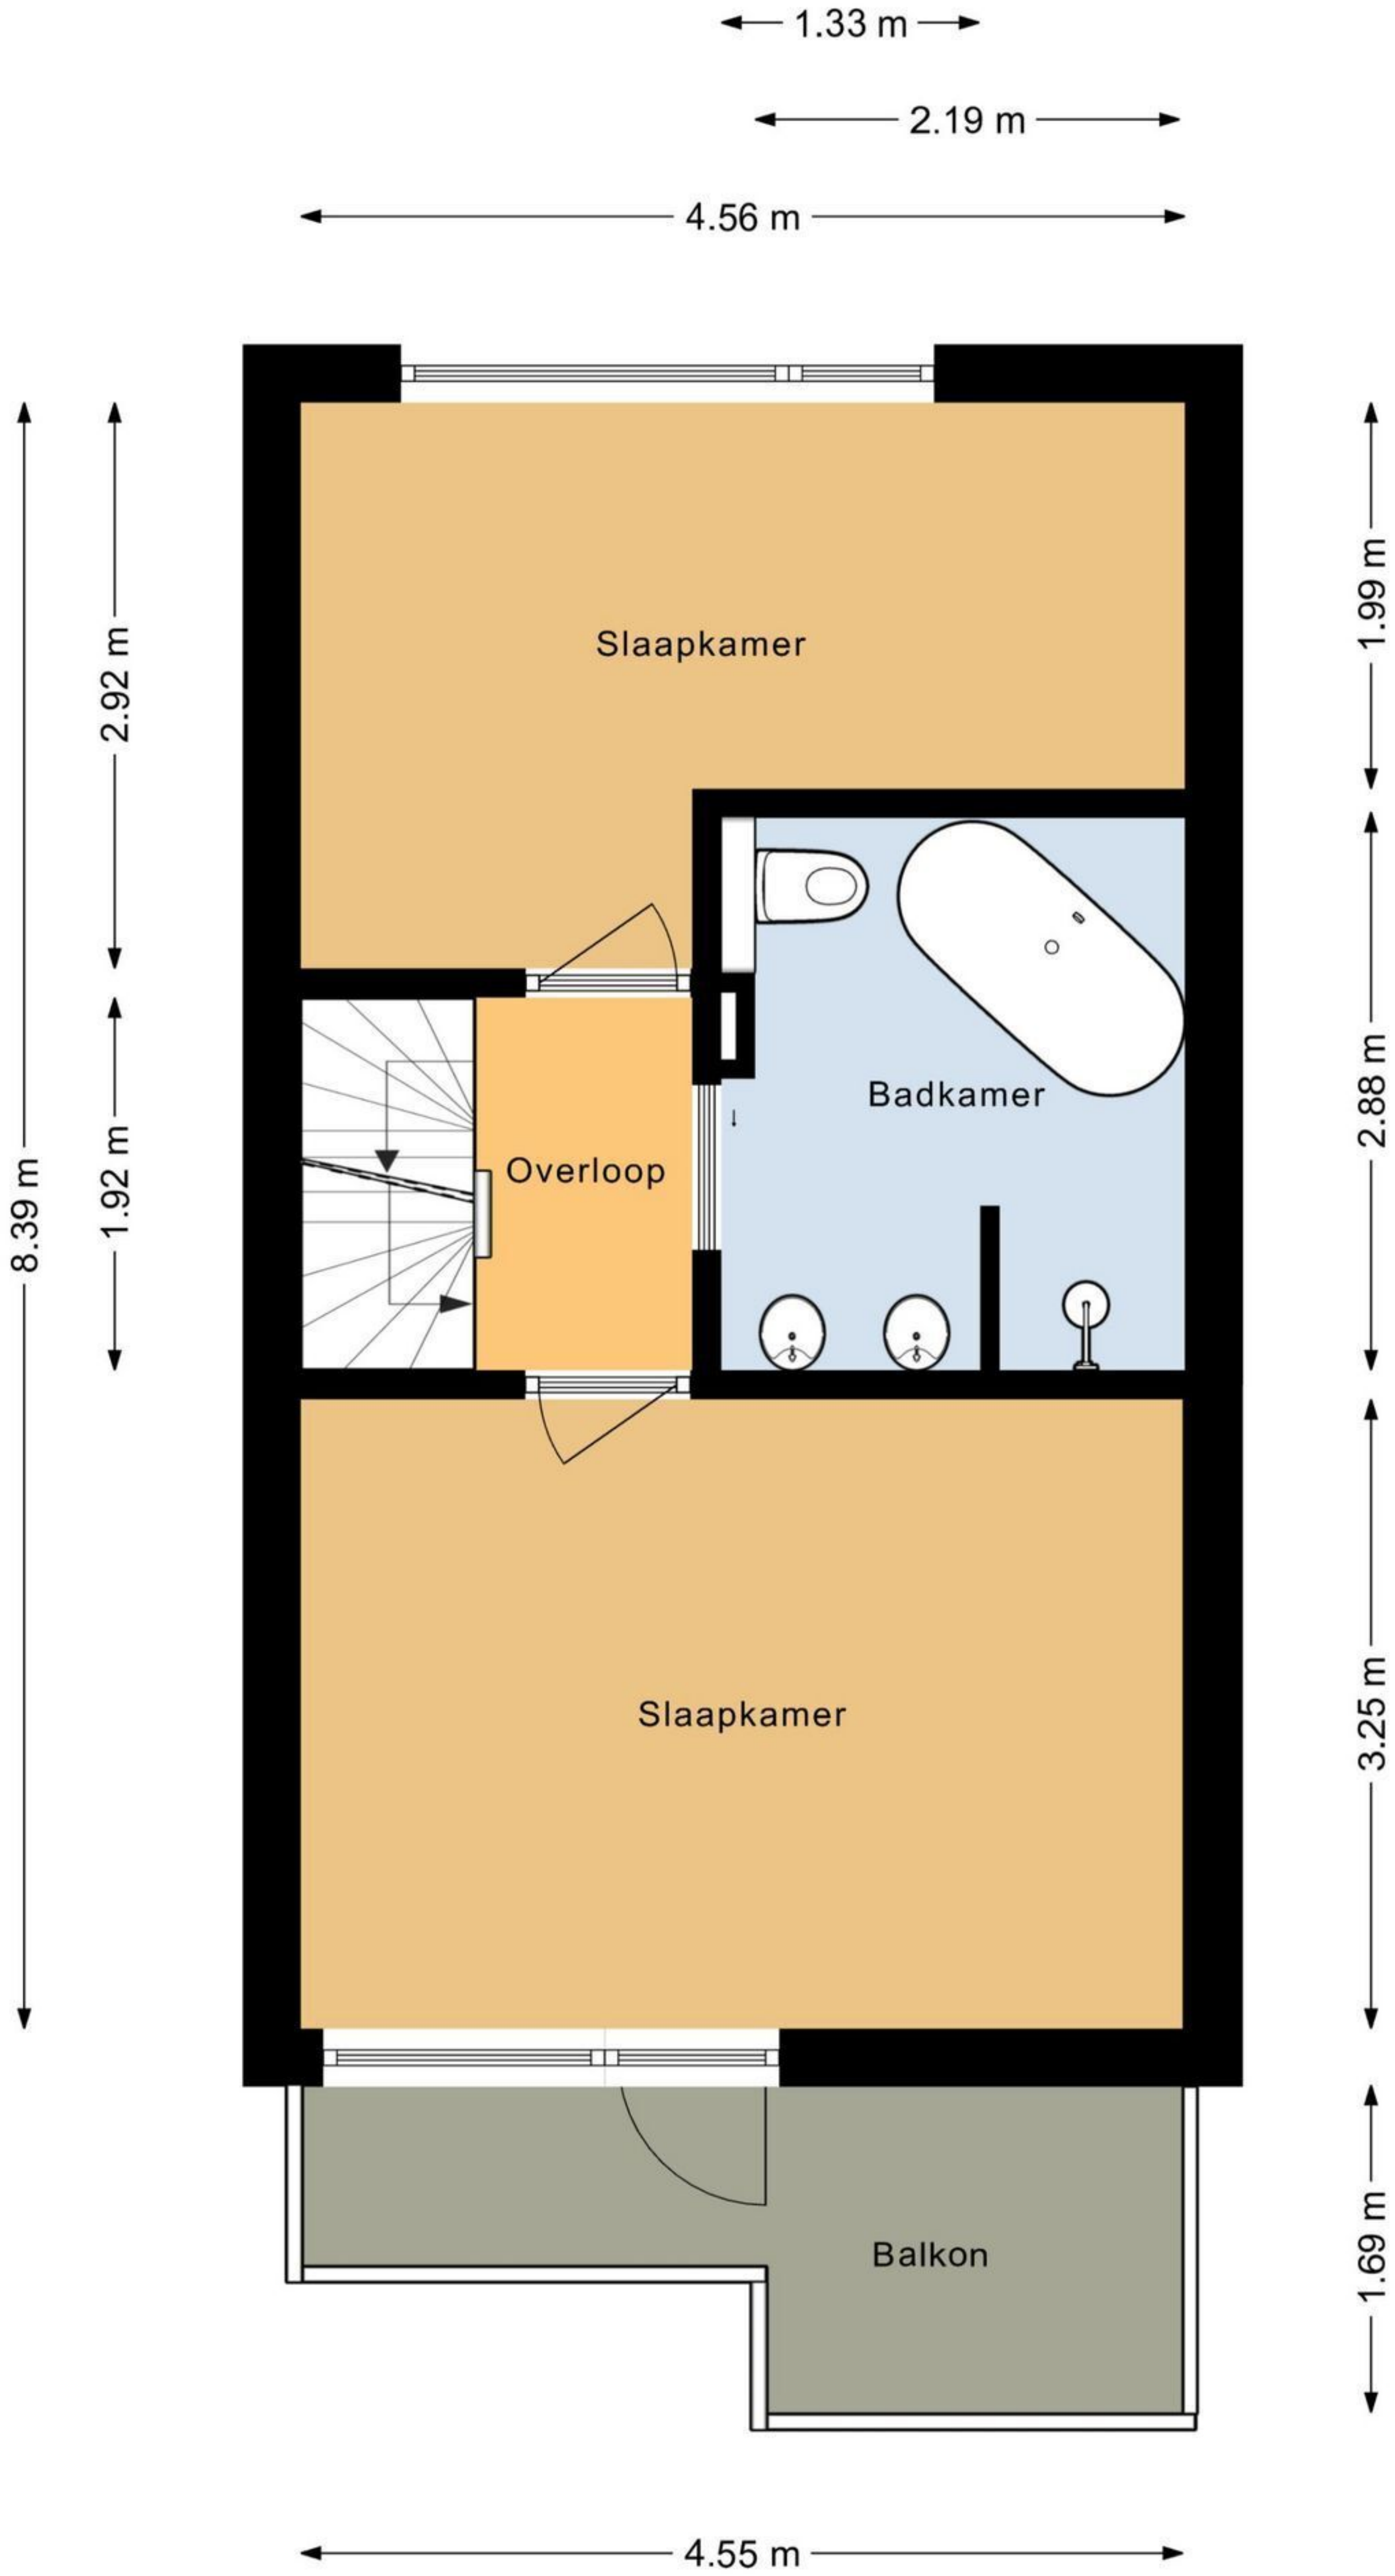 1.33 m
2.19 m
4.56 m
Slaapkamer
1.99 m
2.92 m
Badkamer
2.88 m
Overloop
1.92 m
8.39 m
Slaapkamer
3.25 m
Balkon
1.69 m
4.55 m